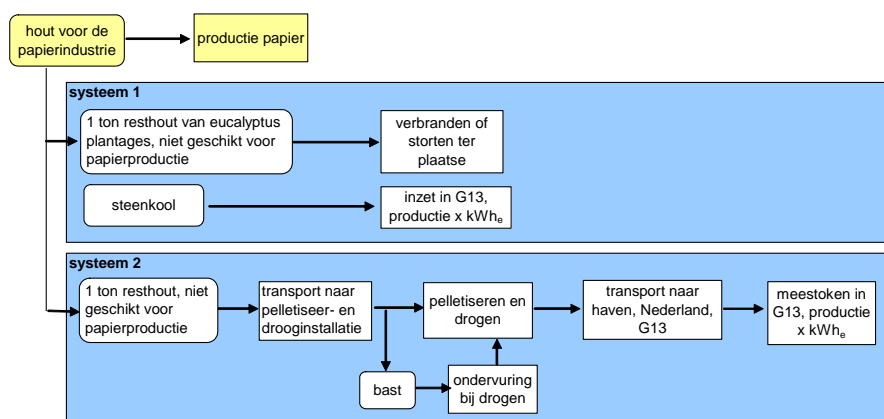 hout voor de
papierindustrie
productie papier
systeem 1
1 ton resthout van eucalyptus
plantages, niet geschikt voor
papierproductie
verbranden of
storten ter
plaatse
steenkool
inzet in G13,
productie x kWhₑ
systeem 2
1 ton resthout, niet
geschikt voor
papierproductie
transport naar
pelletiseer- en
drooginstallatie
pelletiseren en
drogen
transport naar
haven, Nederland,
G13
meestoken in
G13, productie
x kWhₑ
bast
ondervuring
bij drogen